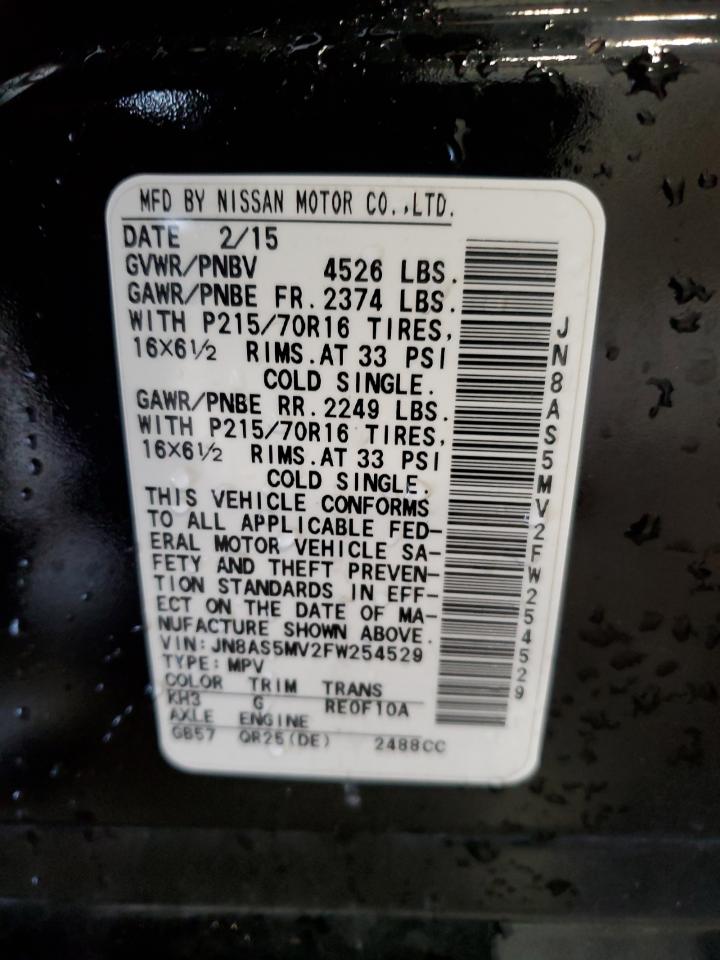 MFD BY NISSAN MOTOR CO.,LTD.
DATE 2/15
GVWR/PNBV 4526 LBS.
GAWR/PNBE FR. 2374 LBS.
WITH P215/70R16 TIRES,
16X6½ RIMS. AT 33 PSI
COLD SINGLE.
GAWR/PNBE RR. 2249 LBS.
WITH P215/70R16 TIRES,
16X6½ RIMS. AT 33 PSI
COLD SINGLE.
THIS VEHICLE CONFORMS
TO ALL APPLICABLE FED-
ERAL MOTOR VEHICLE SA-
FETY AND THEFT PREVEN-
TION STANDARDS IN EFF-
ECT ON THE DATE OF MA-
NUFACTURE SHOWN ABOVE.
VIN: JN8AS5MV2FW254529
TYPE: MPV
COLOR TRIM TRANS
KH3 G RE0F10A
AXLE ENGINE
GB57 QR25(DE) 2488CC
JN8AS5MV2FW254529